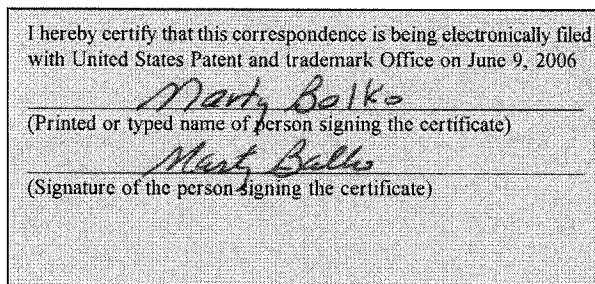 I hereby certify that this correspondence is being electronically filed
with United States Patent and trademark Office on June 9, 2006
Marty Bolko
(Printed or typed name of person signing the certificate)
Marty
(Signature of the person signing the certificate)